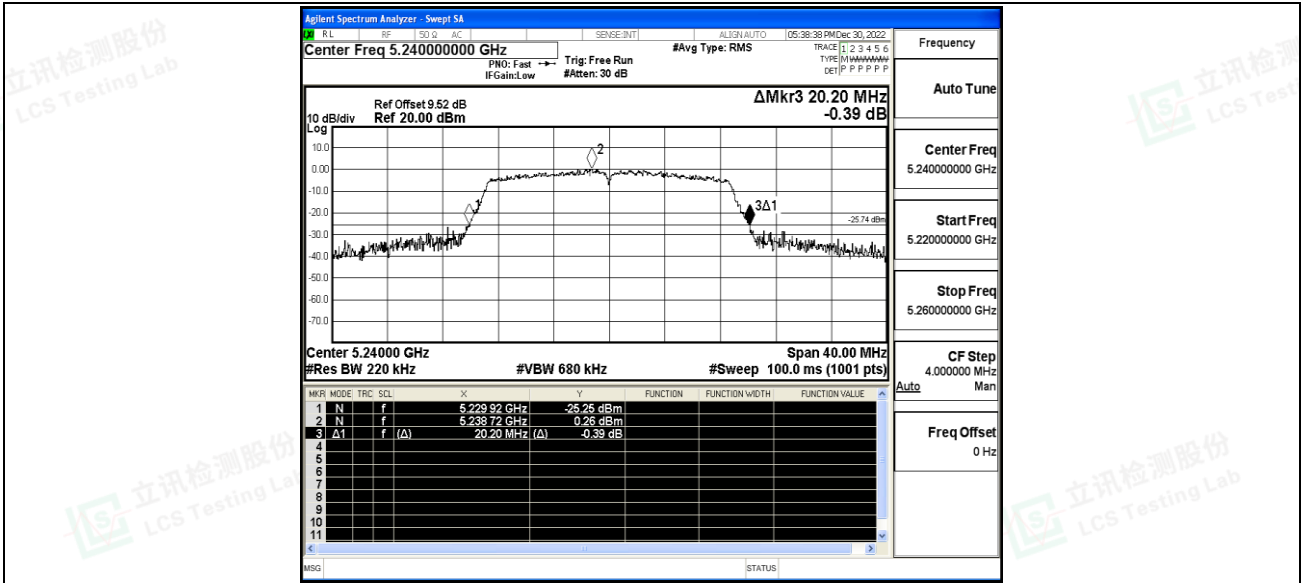 Agilent Spectrum Analyzer - Swept SA
LXI RL RF 50 Ω AC SENSE:INT ALIGN AUTO 05:38:38 PM Dec 30, 2022
Center Freq 5.240000000 GHz
PNO: Fast
IFGain:Low
Trig: Free Run
#Atten: 30 dB
#Avg Type: RMS
TRACE 1 2 3 4 5 6
TYPE M WWWWW
DET P P P P P P
Frequency
Auto Tune
Center Freq
5.240000000 GHz
Start Freq
5.220000000 GHz
Stop Freq
5.260000000 GHz
CF Step
4.000000 MHz
Auto Man
Freq Offset
0 Hz
ΔMkr3 20.20 MHz
-0.39 dB
Ref Offset 9.52 dB
10 dB/div Ref 20.00 dBm
Log
10.0
0.00
-10.0
-20.0
-30.0
-40.0
-50.0
-60.0
-70.0
1
2
3Δ1
-25.74 dBm
Center 5.24000 GHz Span 40.00 MHz
#Res BW 220 kHz #VBW 680 kHz #Sweep 100.0 ms (1001 pts)
MKR MODE TRC SCL X Y FUNCTION FUNCTION WIDTH FUNCTION VALUE
1 N f 5.229 92 GHz -25.25 dBm
2 N f 5.238 72 GHz 0.26 dBm
3 Δ1 f (Δ) 20.20 MHz (Δ) -0.39 dB
4
5
6
7
8
9
10
11
MSG STATUS
立讯检测股份
LCS Testing Lab
立讯检测
LCS Test
立讯检测股份
LCS Testing Lab
立讯检测股份
LCS Testing Lab